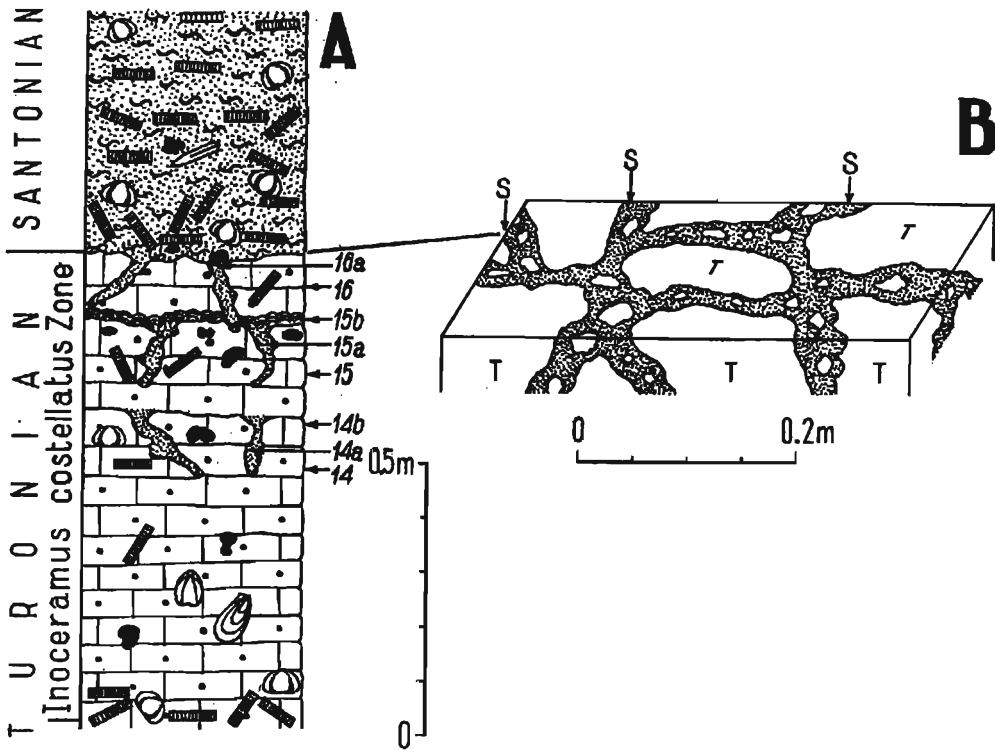 A
B
SANTONIAN
TURONIAN
Inoceramus costellatus Zone
16a
16
15b
15a
15
14b
14a
14
0.5m
0
S
S
S
T
T
T
T
T
0
0.2m